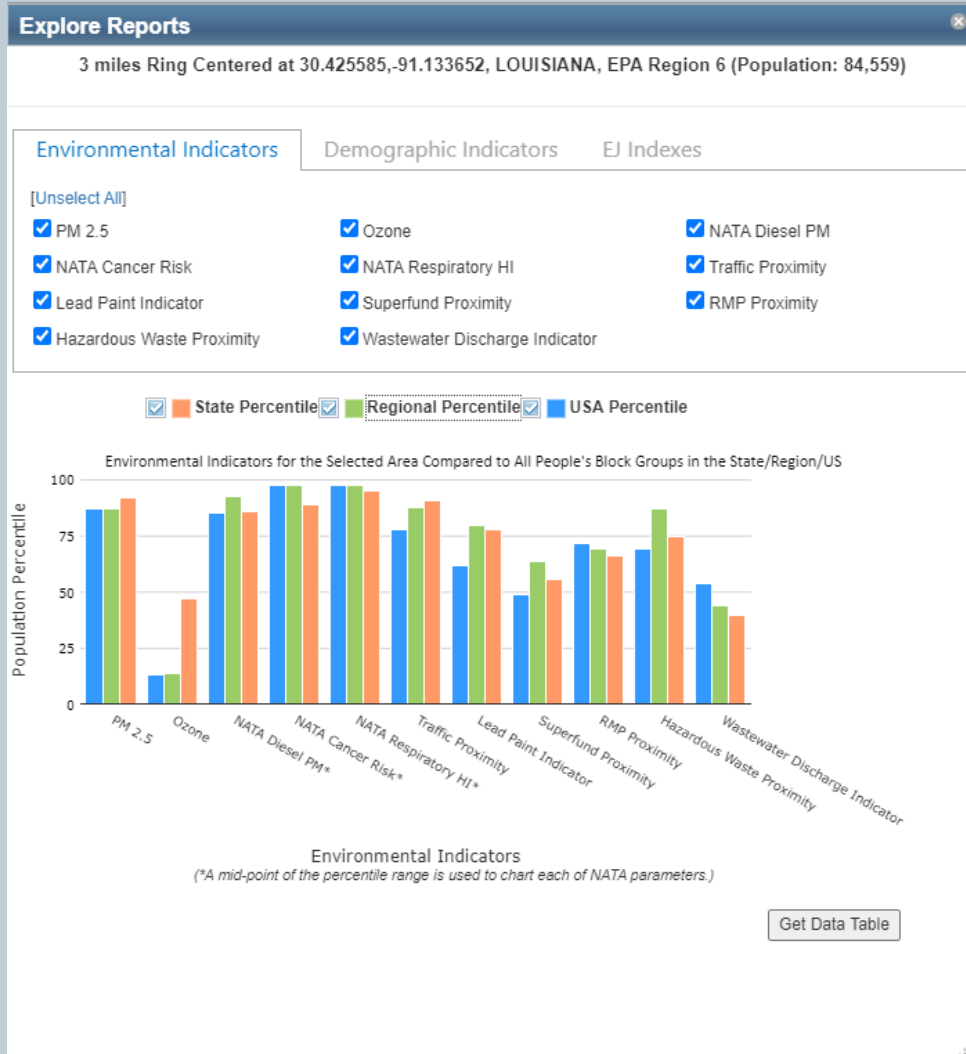 Explore Reports
3 miles Ring Centered at 30.425585,-91.133652, LOUISIANA, EPA Region 6 (Population: 84,559)
Environmental Indicators Demographic Indicators EJ Indexes
[Unselect All]
PM 2.5 Ozone NATA Diesel PM
NATA Cancer Risk NATA Respiratory HI Traffic Proximity
Lead Paint Indicator Superfund Proximity RMP Proximity
Hazardous Waste Proximity Wastewater Discharge Indicator
State Percentile Regional Percentile USA Percentile
Environmental Indicators for the Selected Area Compared to All People's Block Groups in the State/Region/US
Population Percentile
100
75
50
25
0
PM 2.5
Ozone
NATA Diesel PM*
NATA Cancer Risk*
NATA Respiratory HI*
Traffic Proximity
Lead Paint Indicator
Superfund Proximity
RMP Proximity
Hazardous Waste Proximity
Wastewater Discharge Indicator
Environmental Indicators
(*A mid-point of the percentile range is used to chart each of NATA parameters.)
Get Data Table